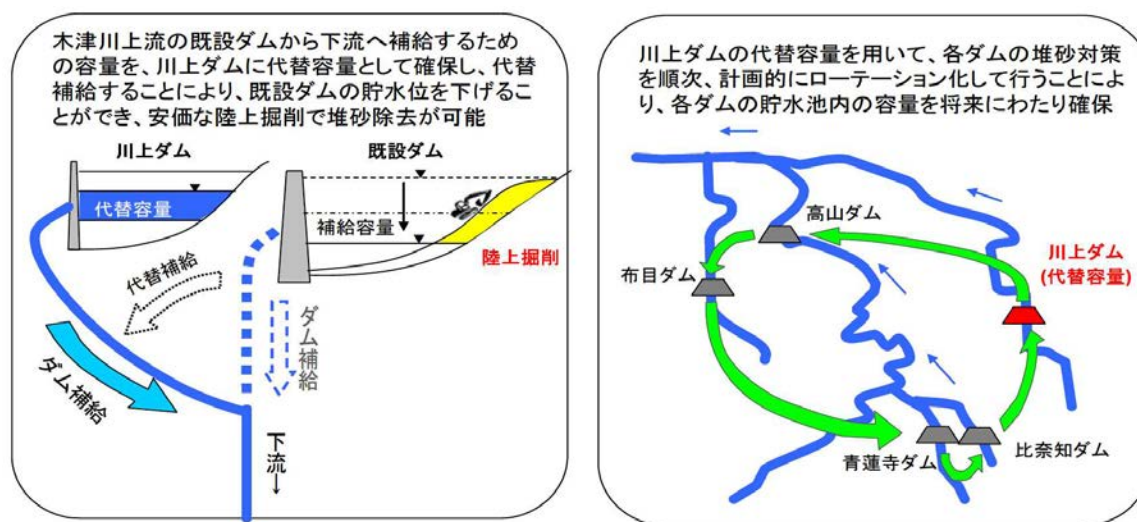 木津川上流の既設ダムから下流へ補給するため
の容量を、川上ダムに代替容量として確保し、代替
補給することにより、既設ダムの貯水位を下げるこ
とができ、安価な陸上掘削で堆砂除去が可能
川上ダム
既設ダム
代替容量
補給容量
陸上掘削
代替補給
ダム補給
ダム補給
下流→
川上ダムの代替容量を用いて、各ダムの堆砂対策
を順次、計画的にローテーション化して行うことによ
り、各ダムの貯水池内の容量を将来にわたり確保
高山ダム
布目ダム
川上ダム
(代替容量)
青蓮寺ダム
比奈知ダム